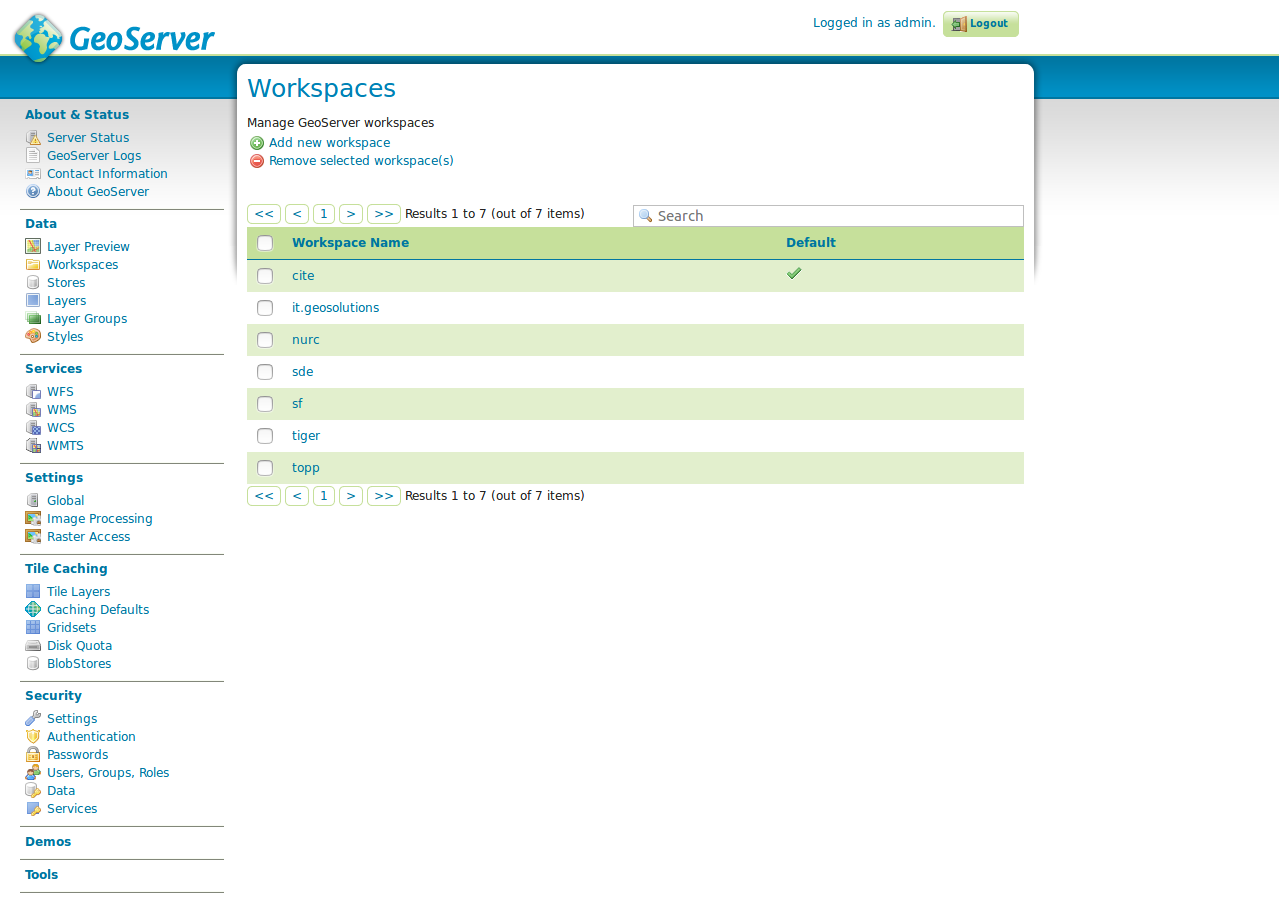 GeoServer
Logged in as admin.
Logout
About & Status
Server Status
GeoServer Logs
Contact Information
About GeoServer
Data
Layer Preview
Workspaces
Stores
Layers
Layer Groups
Styles
Services
WFS
WMS
WCS
WMTS
Settings
Global
Image Processing
Raster Access
Tile Caching
Tile Layers
Caching Defaults
Gridsets
Disk Quota
BlobStores
Security
Settings
Authentication
Passwords
Users, Groups, Roles
Data
Services
Demos
Tools
Workspaces
Manage GeoServer workspaces
Add new workspace
Remove selected workspace(s)
<< < 1 > >> Results 1 to 7 (out of 7 items)
Search
Workspace Name Default
cite
it.geosolutions
nurc
sde
sf
tiger
topp
<< < 1 > >> Results 1 to 7 (out of 7 items)